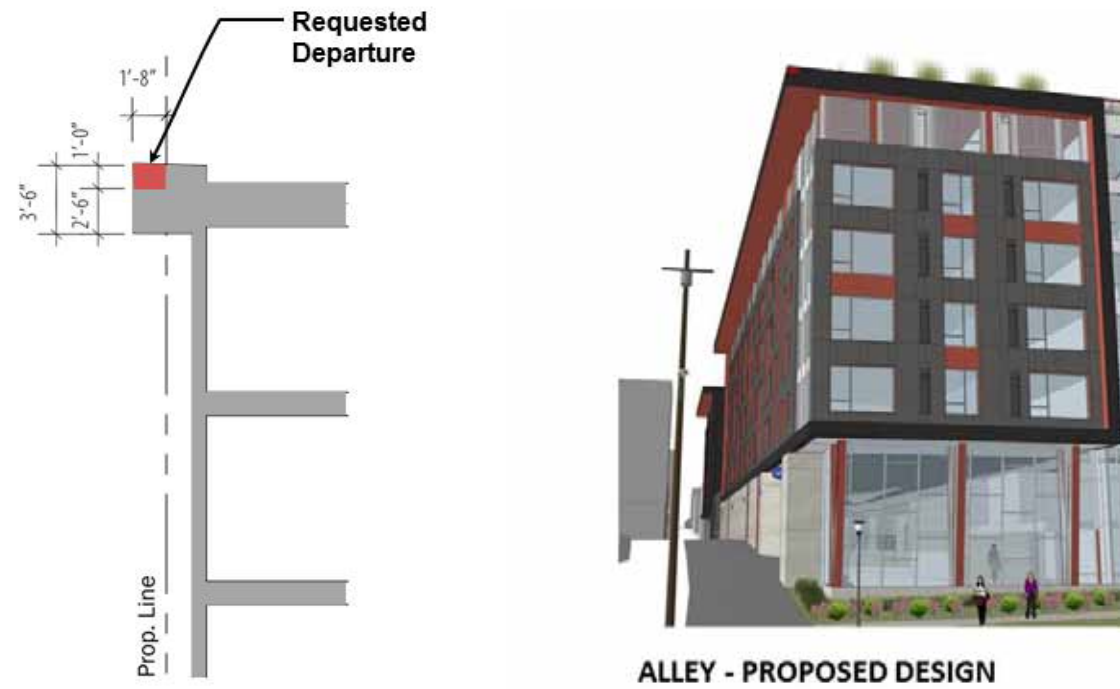 Requested
Departure
1'-8"
1'-0"
3'-6"
2'-6"
Prop. Line
ALLEY - PROPOSED DESIGN